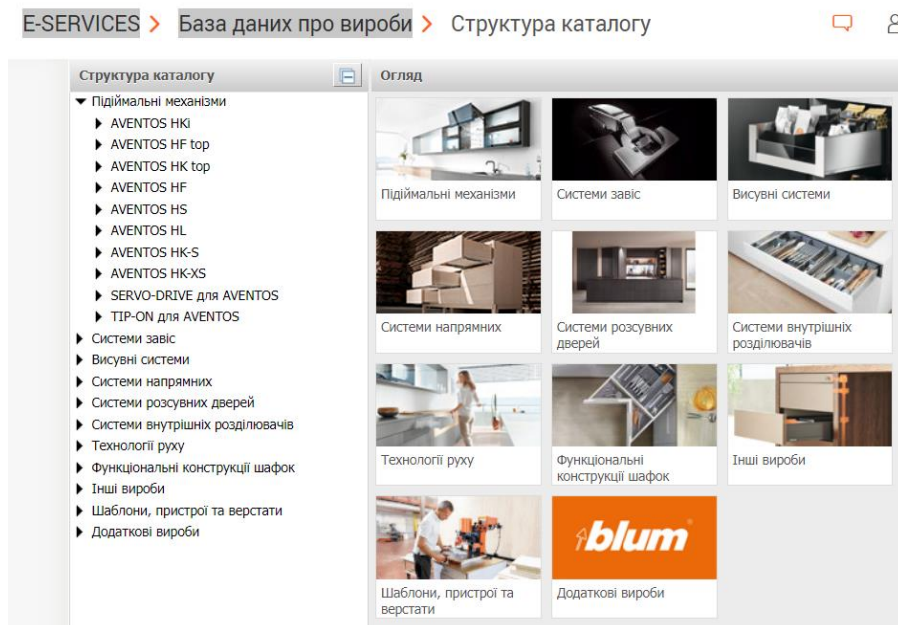 E-SERVICES > База даних про вироби > Структура каталогу
Структура каталогу
Підіймальні механізми
AVENTOS HKi
AVENTOS HF top
AVENTOS HK top
AVENTOS HF
AVENTOS HS
AVENTOS HL
AVENTOS HK-S
AVENTOS HK-XS
SERVO-DRIVE для AVENTOS
TIP-ON для AVENTOS
Системи завіс
Висувні системи
Системи напрямних
Системи розсувних дверей
Системи внутрішніх розділювачів
Технології руху
Функціональні конструкції шафок
Інші вироби
Шаблони, пристрої та верстати
Додаткові вироби
Огляд
Підіймальні механізми
Системи завіс
Висувні системи
Системи напрямних
Системи розсувних
дверей
Системи внутрішніх
розділювачів
Технології руху
Функціональні
конструкції шафок
Інші вироби
Шаблони, пристрої та
верстати
blum
Додаткові вироби